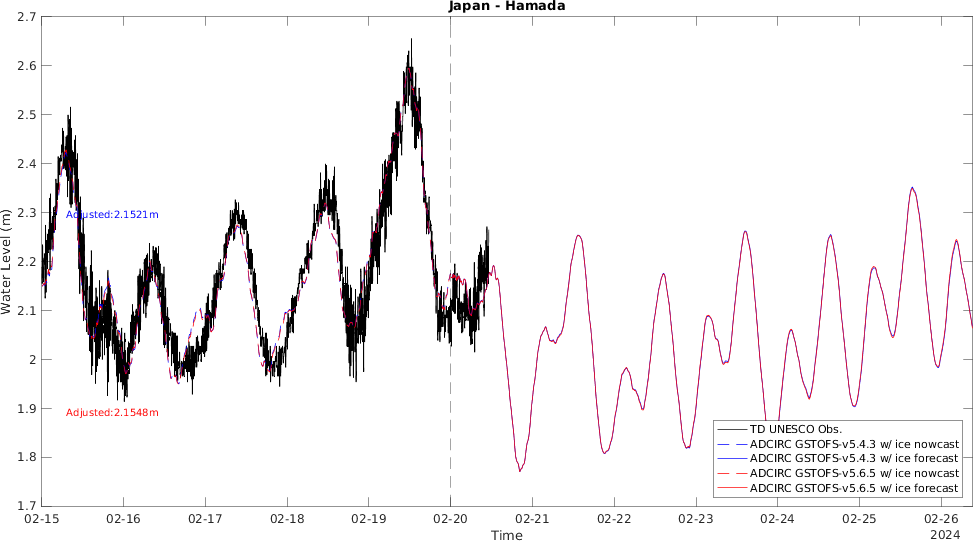 Japan - Hamada
2.7
2.6
2.5
2.4
2.3
2.2
2.1
2
1.9
1.8
1.7
Water Level (m)
Adjusted:2.1521m
Adjusted:2.1548m
TD UNESCO Obs.
ADCIRC GSTOFS-v5.4.3 w/ ice nowcast
ADCIRC GSTOFS-v5.4.3 w/ ice forecast
ADCIRC GSTOFS-v5.6.5 w/ ice nowcast
ADCIRC GSTOFS-v5.6.5 w/ ice forecast
02-15 02-16 02-17 02-18 02-19 02-20 02-21 02-22 02-23 02-24 02-25 02-26
Time
2024